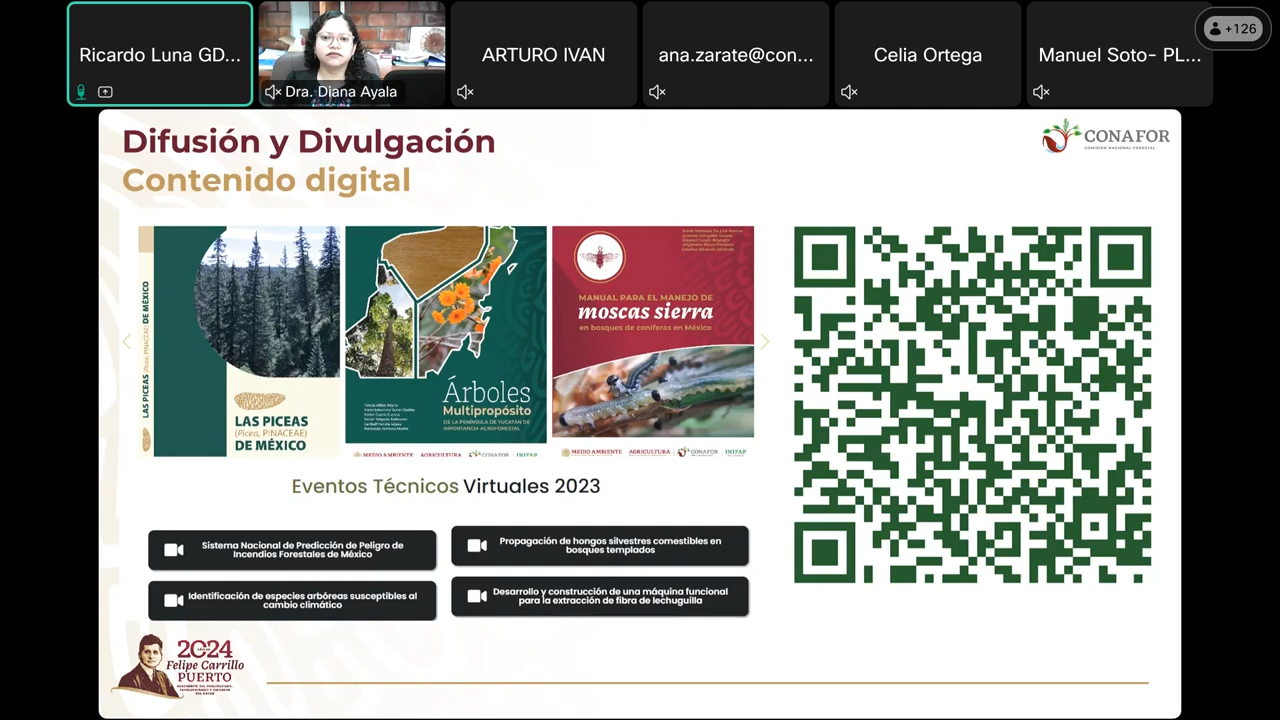 Ricardo Luna GD...
Dra. Diana Ayala
ARTURO IVAN
ana.zarate@con...
Celia Ortega
Manuel Soto- PL...
+126
Difusión y Divulgación
Contenido digital
CONAFOR
COMISIÓN NACIONAL FORESTAL
LAS PICEAS (Picea, PINACEAE) DE MÉXICO
LAS PICEAS
(Picea, PINACEAE)
DE MÉXICO
Árboles
Multipropósito
DE LA PENÍNSULA DE YUCATÁN DE
IMPORTANCIA AGROFORESTAL
MEDIO AMBIENTE AGRICULTURA CONAFOR INIFAP
MANUAL PARA EL MANEJO DE
moscas sierra
en bosques de coníferas en México
MEDIO AMBIENTE AGRICULTURA CONAFOR INIFAP
Eventos Técnicos Virtuales 2023
Sistema Nacional de Predicción de Peligro de
Incendios Forestales de México
Propagación de hongos silvestres comestibles en
bosques templados
Identificación de especies arbóreas susceptibles al
cambio climático
Desarrollo y construcción de una máquina funcional
para la extracción de fibra de lechuguilla
2024
Felipe Carrillo
PUERTO